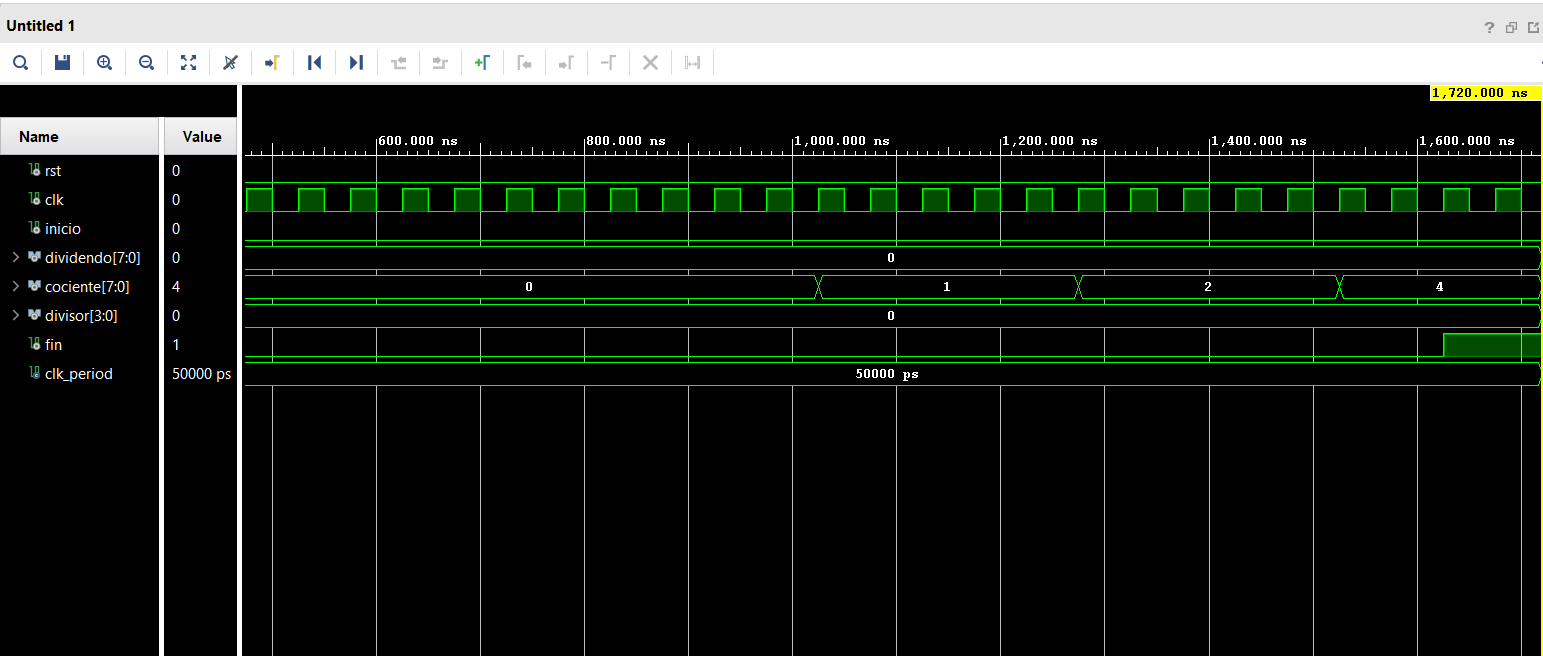 Untitled 1
?
1,720.000 ns
Name Value
600.000 ns 800.000 ns 1,000.000 ns 1,200.000 ns 1,400.000 ns 1,600.000 ns
rst 0
clk 0
inicio 0
dividendo[7:0] 0 0
cociente[7:0] 4 0 1 2 4
divisor[3:0] 0 0
fin 1
clk_period 50000 ps 50000 ps